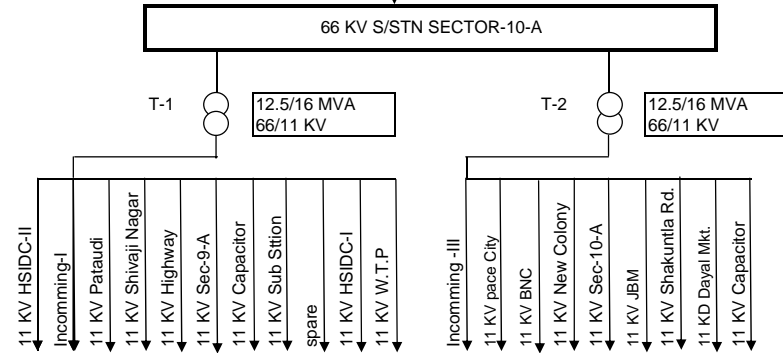 66 KV S/STN SECTOR-10-A
T-1
12.5/16 MVA
66/11 KV
T-2
12.5/16 MVA
66/11 KV
11 KV HSIDC-II
Incomming-I
11 KV Pataudi
11 KV Shivaji Nagar
11 KV Highway
11 KV Sec-9-A
11 KV Capacitor
11 KV Sub Sttion
spare
11 KV HSIDC-I
11 KV W.T.P
Incomming -III
11 KV pace City
11 KV BNC
11 KV New Colony
11 KV Sec-10-A
11 KV JBM
11 KV Shakuntla Rd.
11 KD Dayal Mkt.
11 KV Capacitor